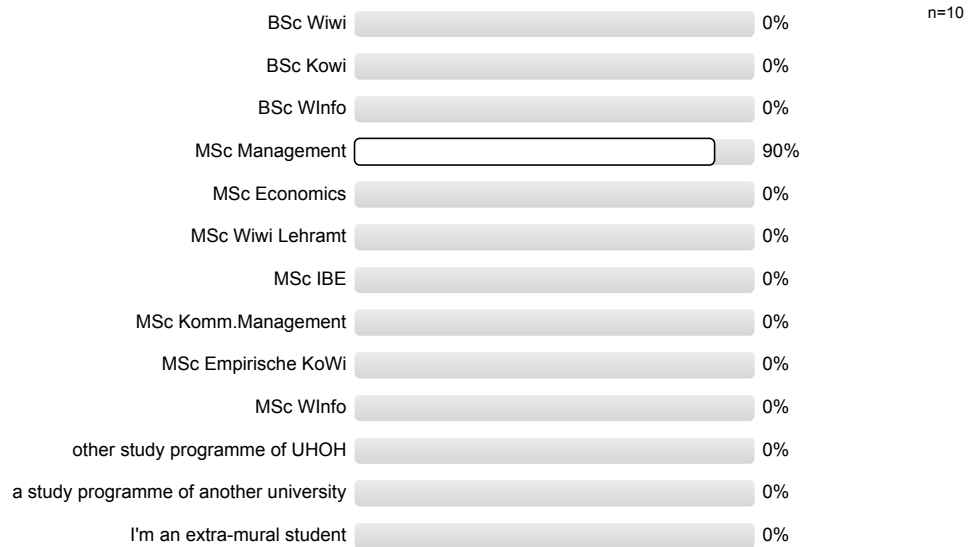 BSc Wiwi 0% n=10
BSc Kowi 0%
BSc WInfo 0%
MSc Management 90%
MSc Economics 0%
MSc Wiwi Lehramt 0%
MSc IBE 0%
MSc Komm.Management 0%
MSc Empirische KoWi 0%
MSc WInfo 0%
other study programme of UHOH 0%
a study programme of another university 0%
I'm an extra-mural student 0%